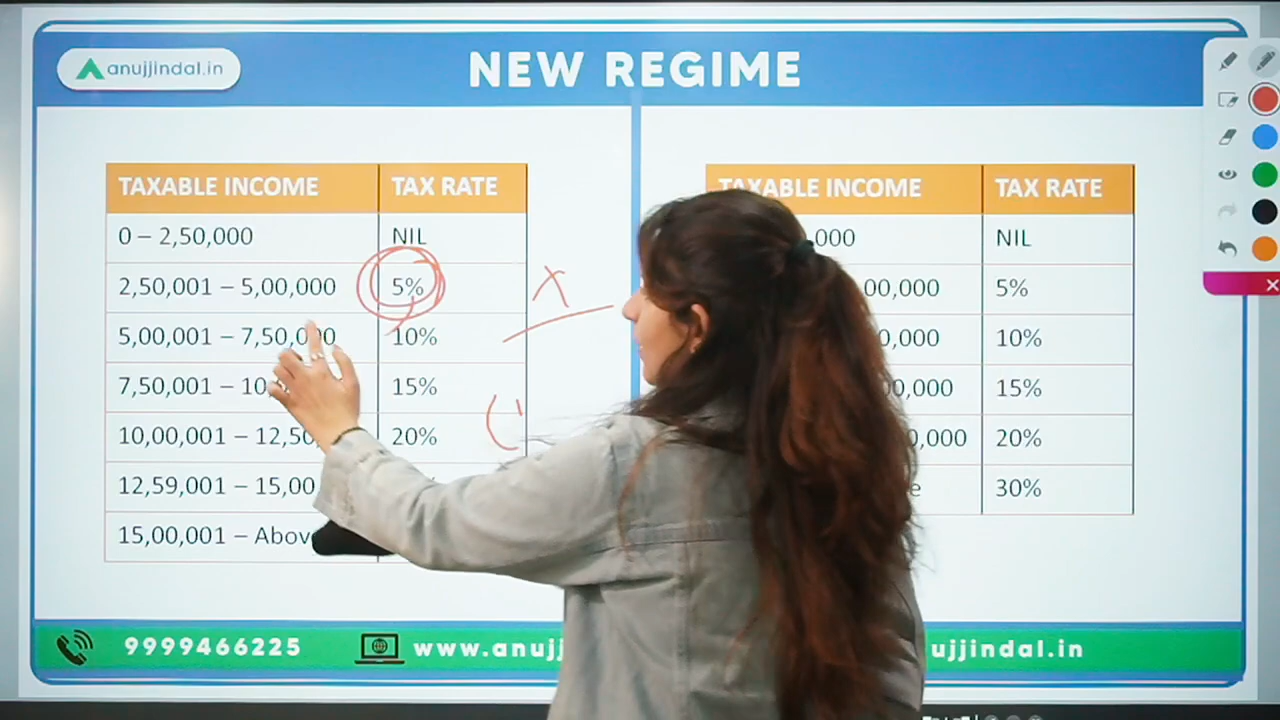 anujjindal.in
NEW REGIME
TAXABLE INCOME TAX RATE
0 – 2,50,000 NIL
2,50,001 – 5,00,000 5%
5,00,001 – 7,50,000 10%
7,50,001 – 10, 15%
10,00,001 – 12,50 20%
12,59,001 – 15,00
15,00,001 – Abov
x
TAXABLE INCOME TAX RATE
,000 NIL
00,000 5%
0,000 10%
00,000 15%
0,000 20%
e 30%
9999466225
www.anujj
ujjindal.in